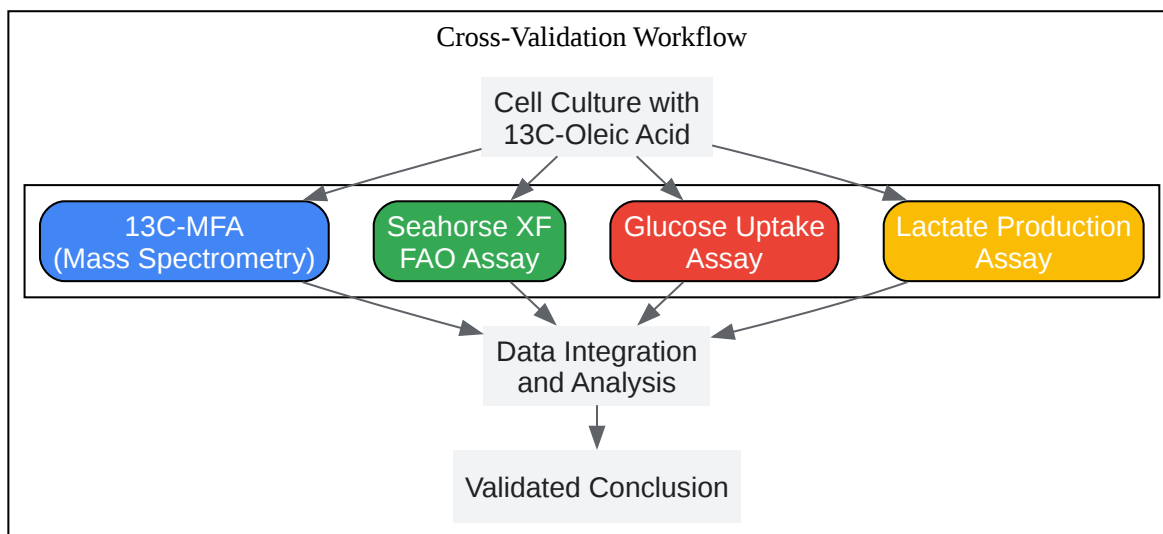 Cross-Validation Workflow
Cell Culture with
13C-Oleic Acid
13C-MFA
(Mass Spectrometry)
Seahorse XF
FAO Assay
Glucose Uptake
Assay
Lactate Production
Assay
Data Integration
and Analysis
Validated Conclusion